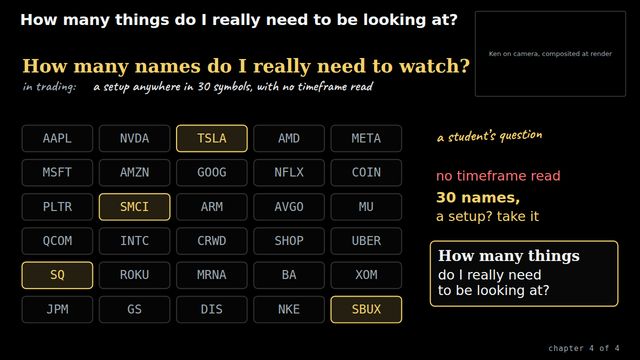 How many things do I really need to be looking at?
Ken on camera, composited at render
How many names do I really need to watch?
in trading: a setup anywhere in 30 symbols, with no timeframe read
AAPL NVDA TSLA AMD META
MSFT AMZN GOOG NFLX COIN
PLTR SMCI ARM AVGO MU
QCOM INTC CRWD SHOP UBER
SQ ROKU MRNA BA XOM
JPM GS DIS NKE SBUX
a student's question
no timeframe read
30 names,
a setup? take it
How many things
do I really need
to be looking at?
chapter 4 of 4